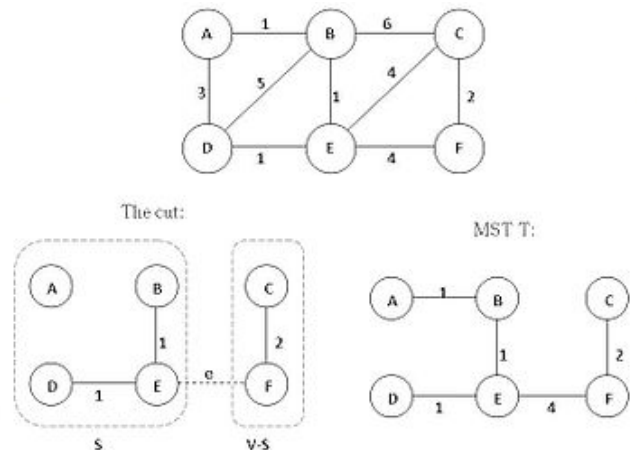 A 1 B 6 C
3 5 1 4 2
D 1 E 4 F
The cut:
MST T:
A B C
1 2
D 1 E e F
S V-S
A 1 B C
1 2
D 1 E 4 F